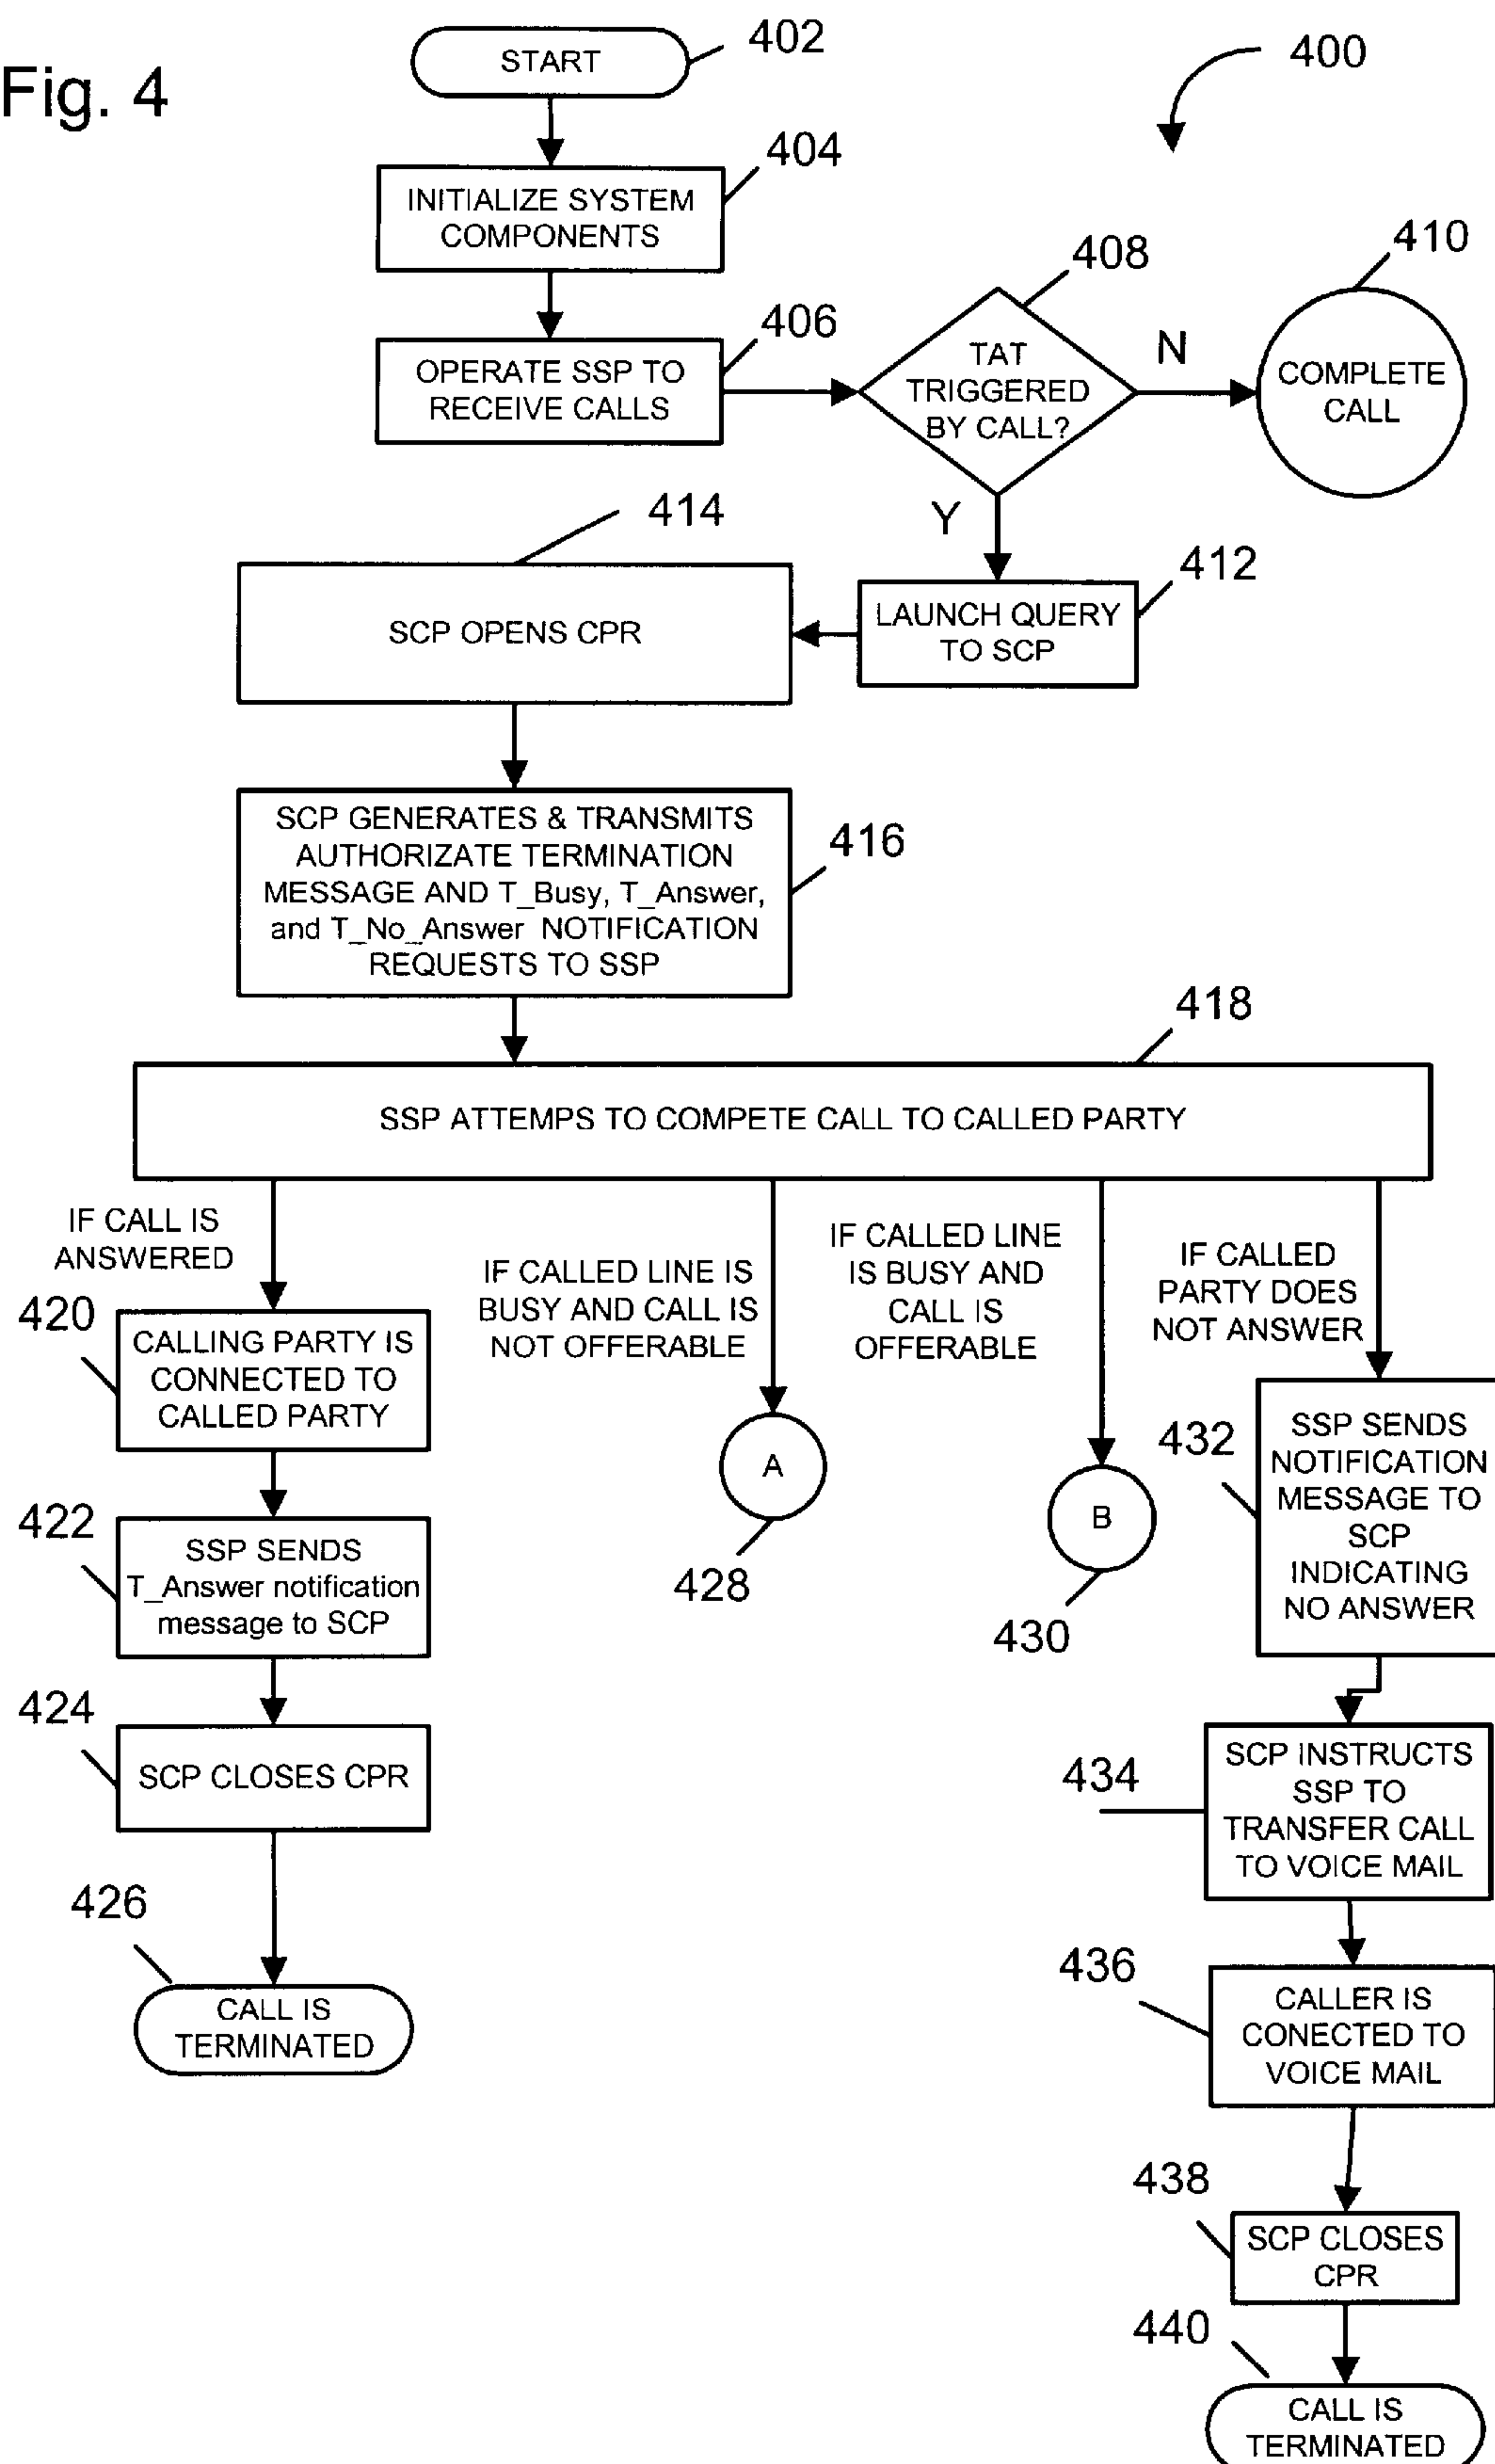 Fig. 4
START
402
400
404
INITIALIZE SYSTEM
COMPONENTS
406
OPERATE SSP TO
RECEIVE CALLS
408
TAT
TRIGGERED
BY CALL?
N
410
COMPLETE
CALL
Y
412
LAUNCH QUERY
TO SCP
414
SCP OPENS CPR
SCP GENERATES & TRANSMITS
AUTHORIZATE TERMINATION
MESSAGE AND T_Busy, T_Answer,
and T_No_Answer NOTIFICATION
REQUESTS TO SSP
416
418
SSP ATTEMPS TO COMPETE CALL TO CALLED PARTY
IF CALL IS
ANSWERED
IF CALLED LINE IS
BUSY AND CALL IS
NOT OFFERABLE
IF CALLED LINE
IS BUSY AND
CALL IS
OFFERABLE
IF CALLED
PARTY DOES
NOT ANSWER
420
CALLING PARTY IS
CONNECTED TO
CALLED PARTY
422
SSP SENDS
T_Answer notification
message to SCP
424
SCP CLOSES CPR
426
CALL IS
TERMINATED
A
428
B
430
432
SSP SENDS
NOTIFICATION
MESSAGE TO
SCP
INDICATING
NO ANSWER
434
SCP INSTRUCTS
SSP TO
TRANSFER CALL
TO VOICE MAIL
436
CALLER IS
CONECTED TO
VOICE MAIL
438
SCP CLOSES
CPR
440
CALL IS
TERMINATED